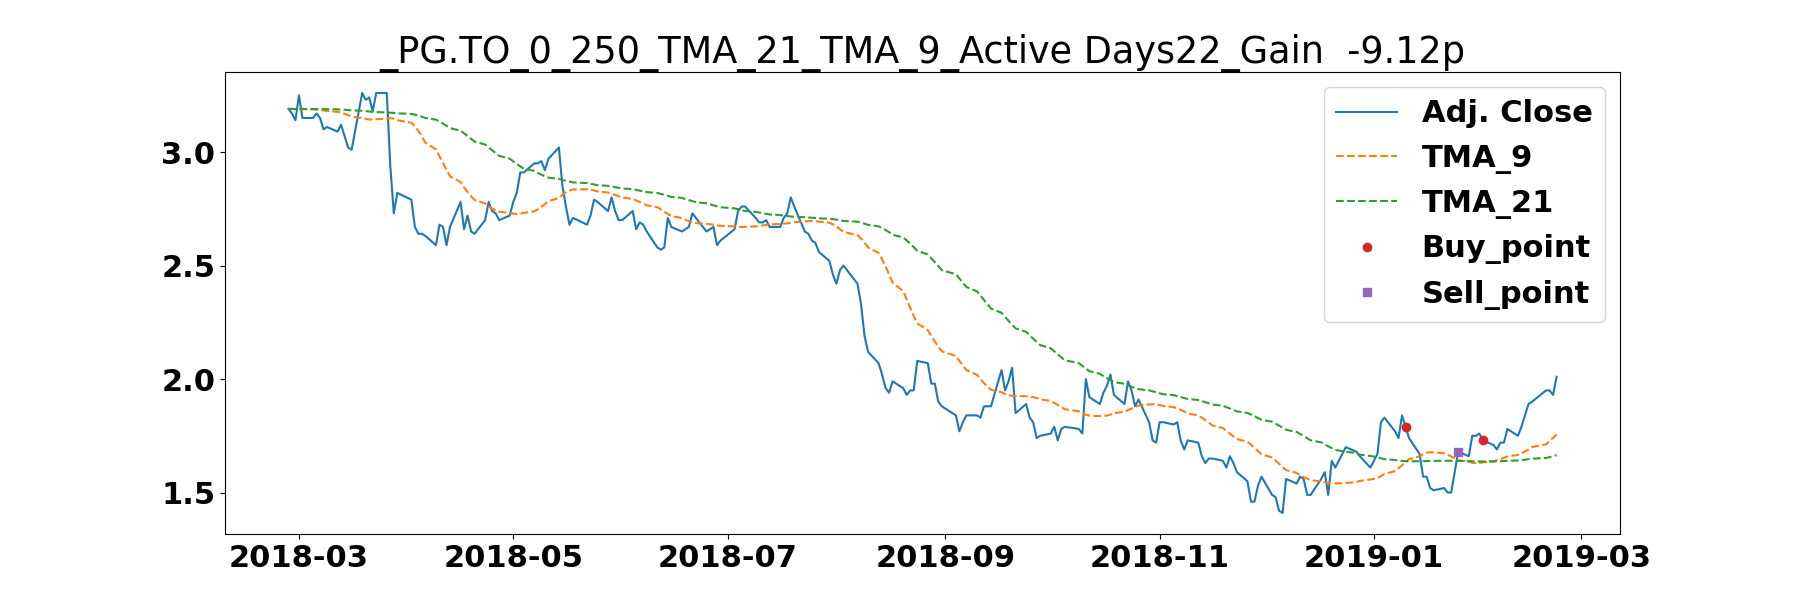 _PG.TO_0_250_TMA_21_TMA_9_Active Days22_Gain  -9.12p
Adj. Close
TMA_9
TMA_21
Buy_point
Sell_point
3.0
2.5
2.0
1.5
2018-03 2018-05 2018-07 2018-09 2018-11 2019-01 2019-03